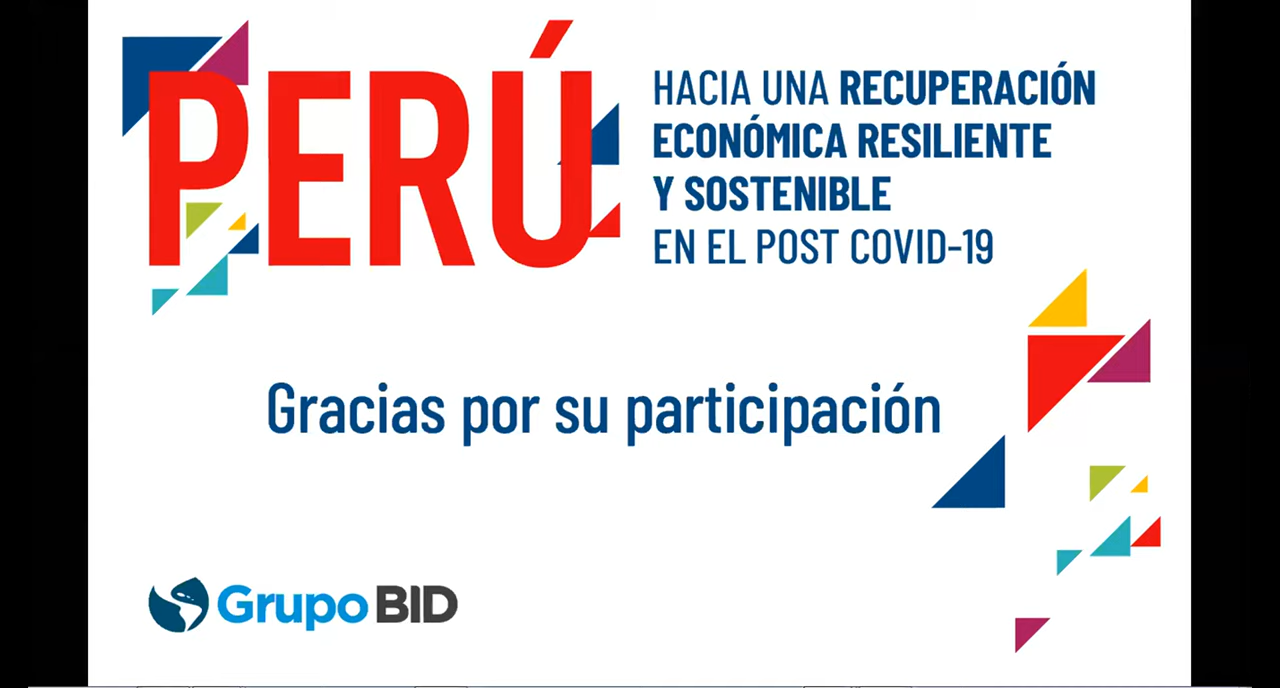 PERÚ
HACIA UNA RECUPERACIÓN
ECONÓMICA RESILIENTE
Y SOSTENIBLE
EN EL POST COVID-19
Gracias por su participación
Grupo BID